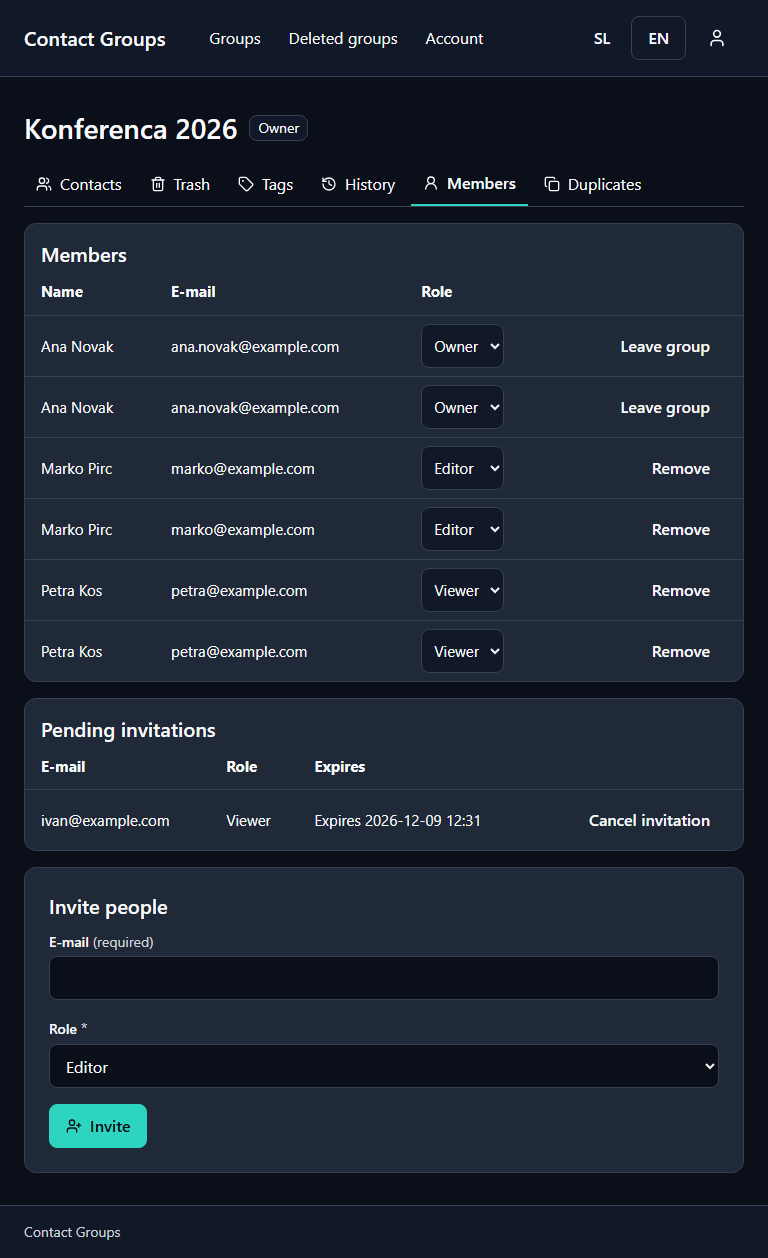 Contact Groups Groups Deleted groups Account SL EN
Konferenca 2026 Owner
Contacts Trash Tags History Members Duplicates
Members
Name E-mail Role
Ana Novak ana.novak@example.com Owner Leave group
Ana Novak ana.novak@example.com Owner Leave group
Marko Pirc marko@example.com Editor Remove
Marko Pirc marko@example.com Editor Remove
Petra Kos petra@example.com Viewer Remove
Petra Kos petra@example.com Viewer Remove
Pending invitations
E-mail Role Expires
ivan@example.com Viewer Expires 2026-12-09 12:31 Cancel invitation
Invite people
E-mail (required)
Role *
Editor
Invite
Contact Groups